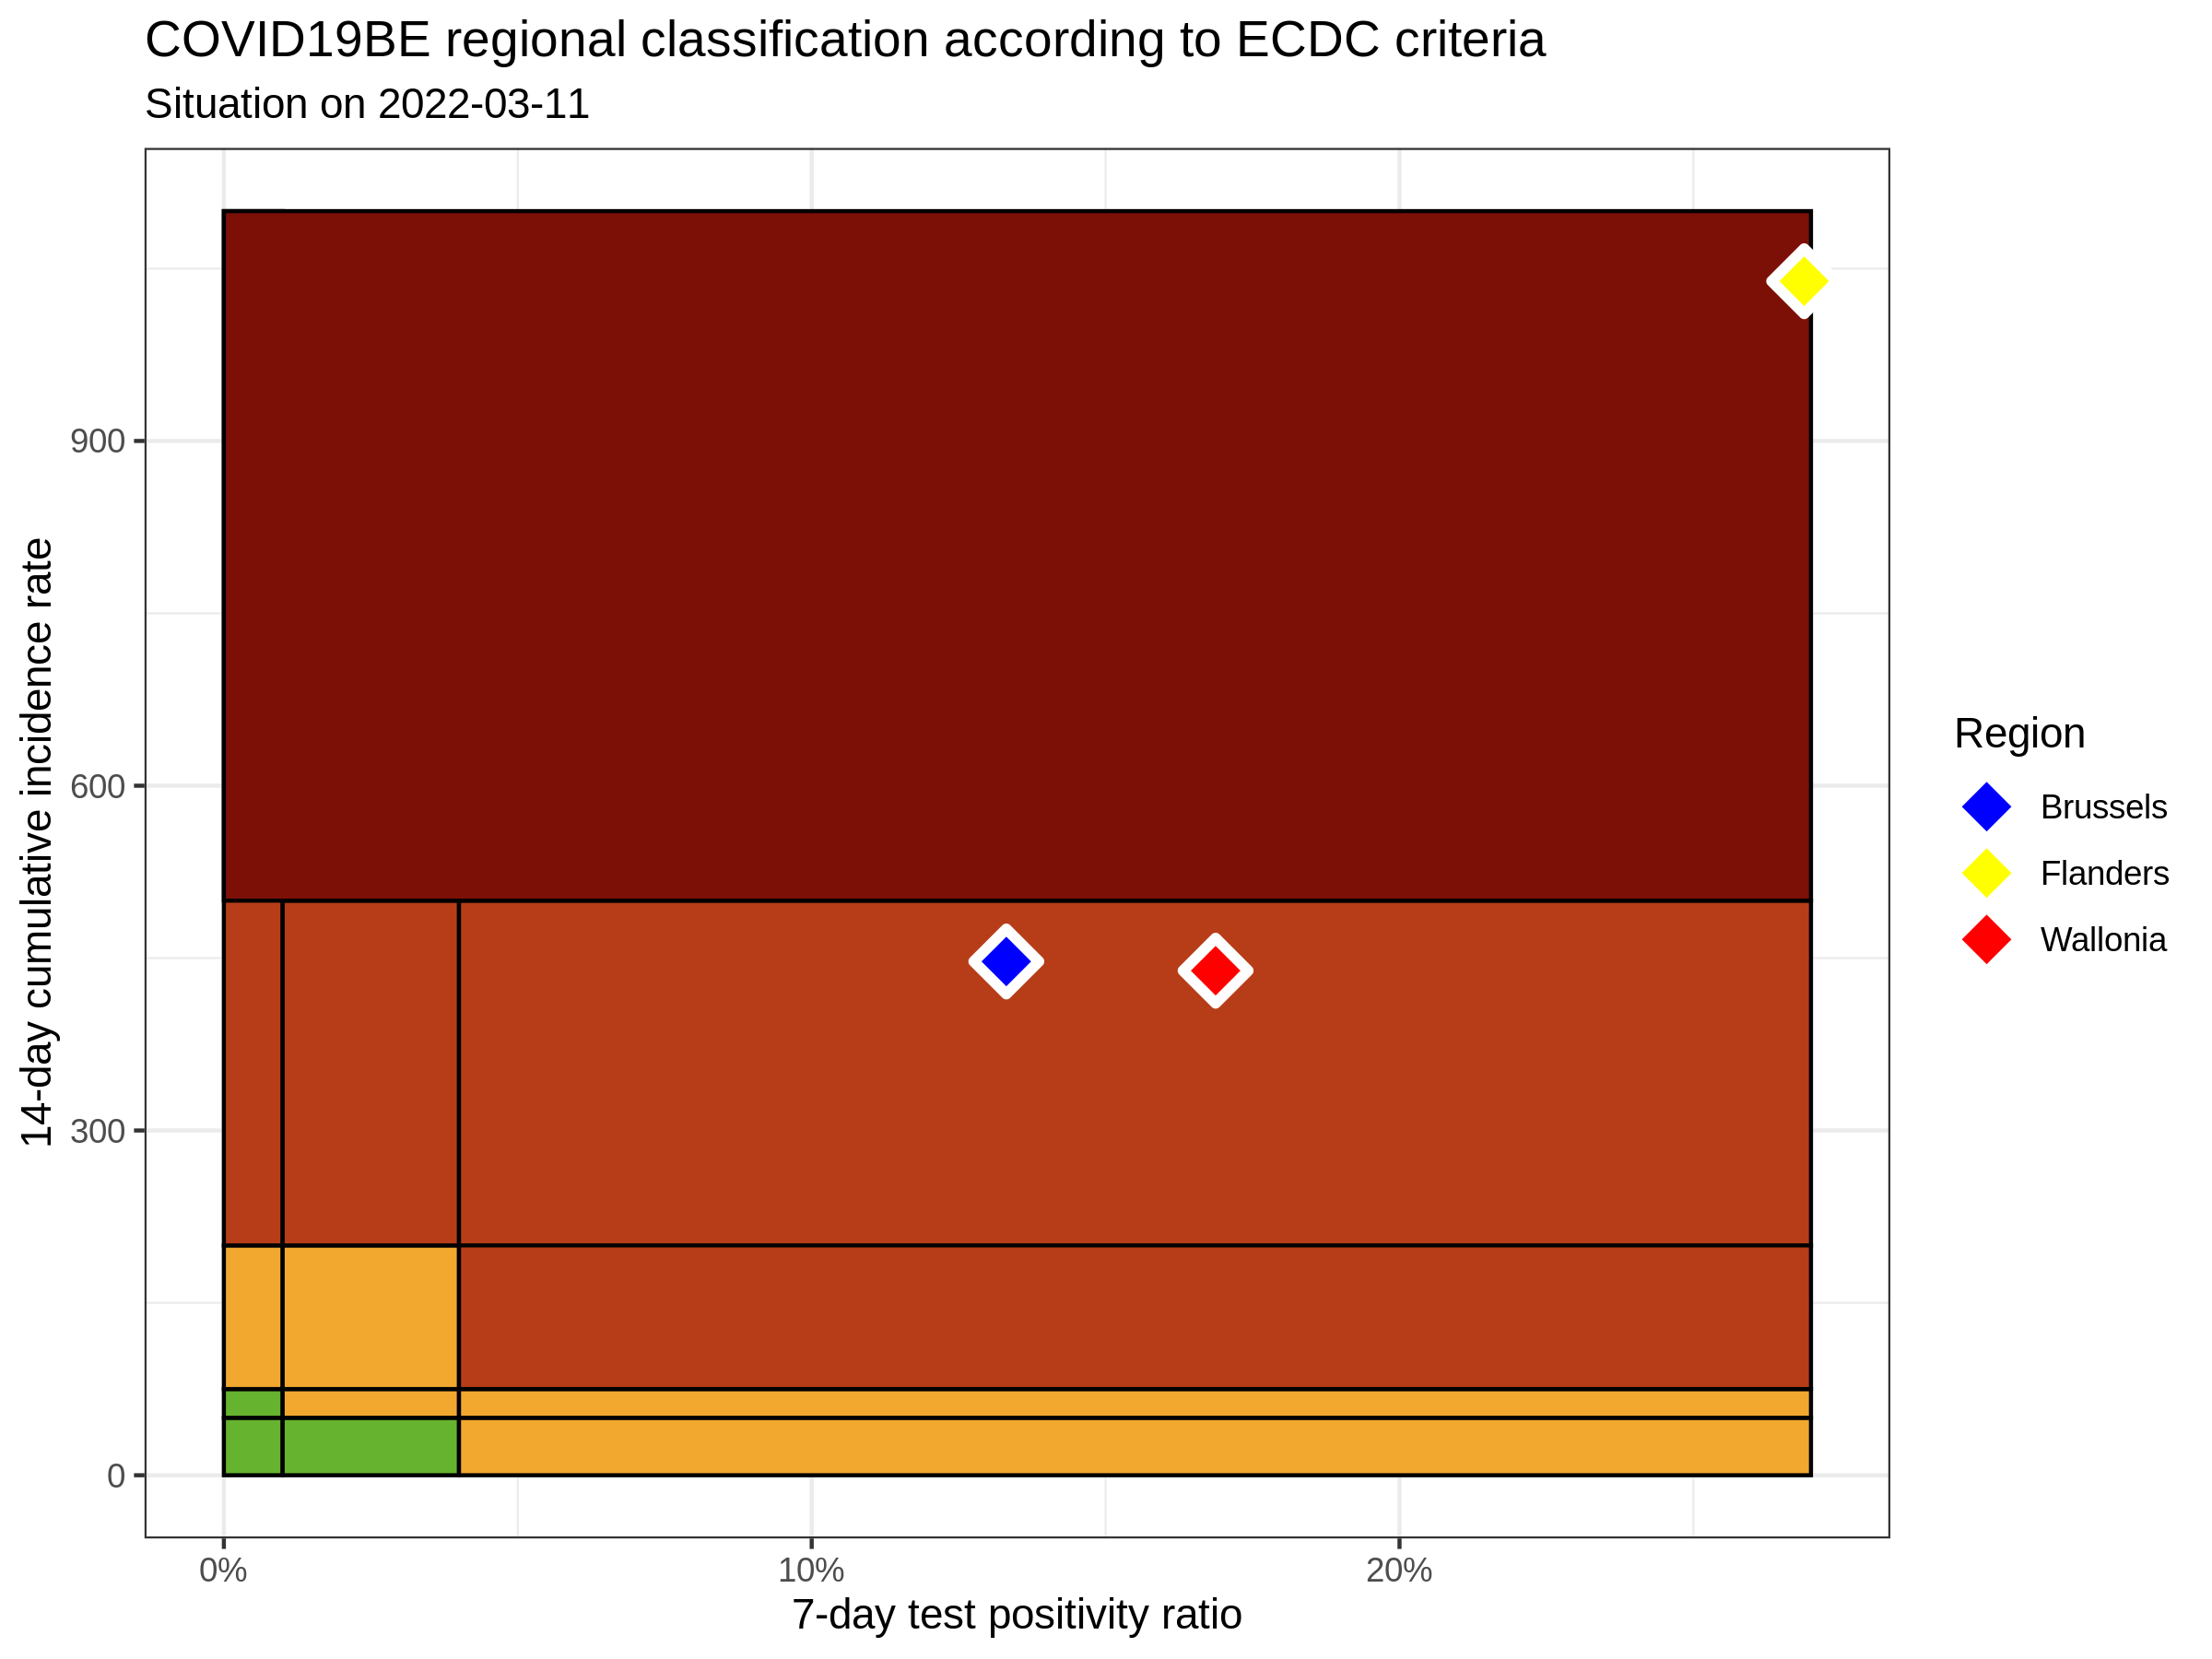 COVID19BE regional classification according to ECDC criteria
Situation on 2022-03-11
14-day cumulative incidence rate
900
600
300
0
0%
10%
20%
7-day test positivity ratio
Region
Brussels
Flanders
Wallonia